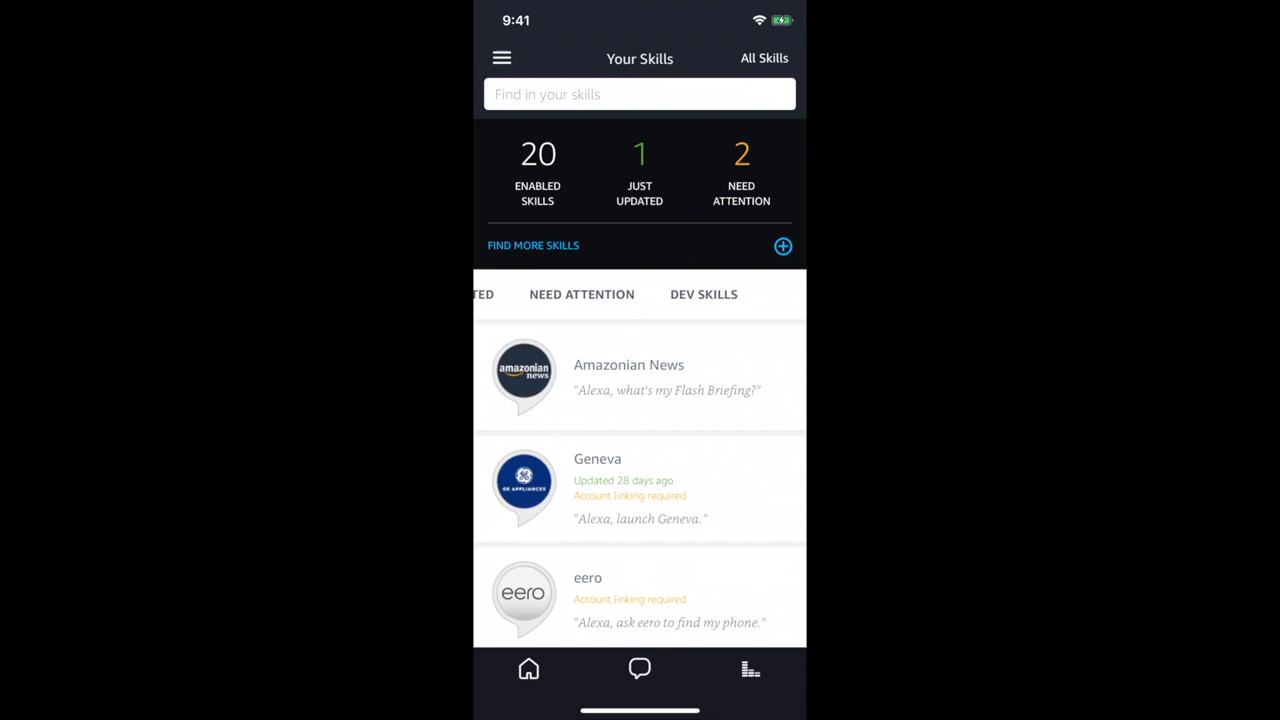 9:41
Your Skills
All Skills
Find in your skills
20
ENABLED
SKILLS
1
JUST
UPDATED
2
NEED
ATTENTION
FIND MORE SKILLS
TED
NEED ATTENTION
DEV SKILLS
amazonian
news
Amazonian News
"Alexa, what's my Flash Briefing?"
GE APPLIANCES
Geneva
Updated 28 days ago
Account linking required
"Alexa, launch Geneva."
eero
eero
Account linking required
"Alexa, ask eero to find my phone."